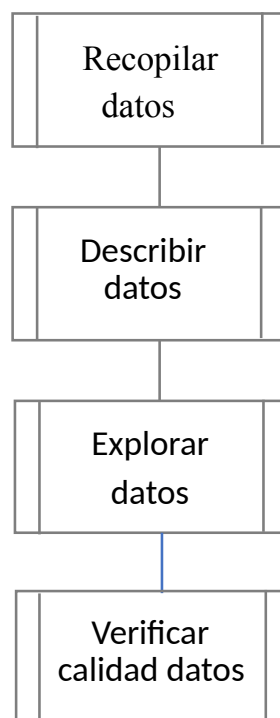 Recopilar
datos
Describir
datos
Explorar
datos
Verificar
calidad datos